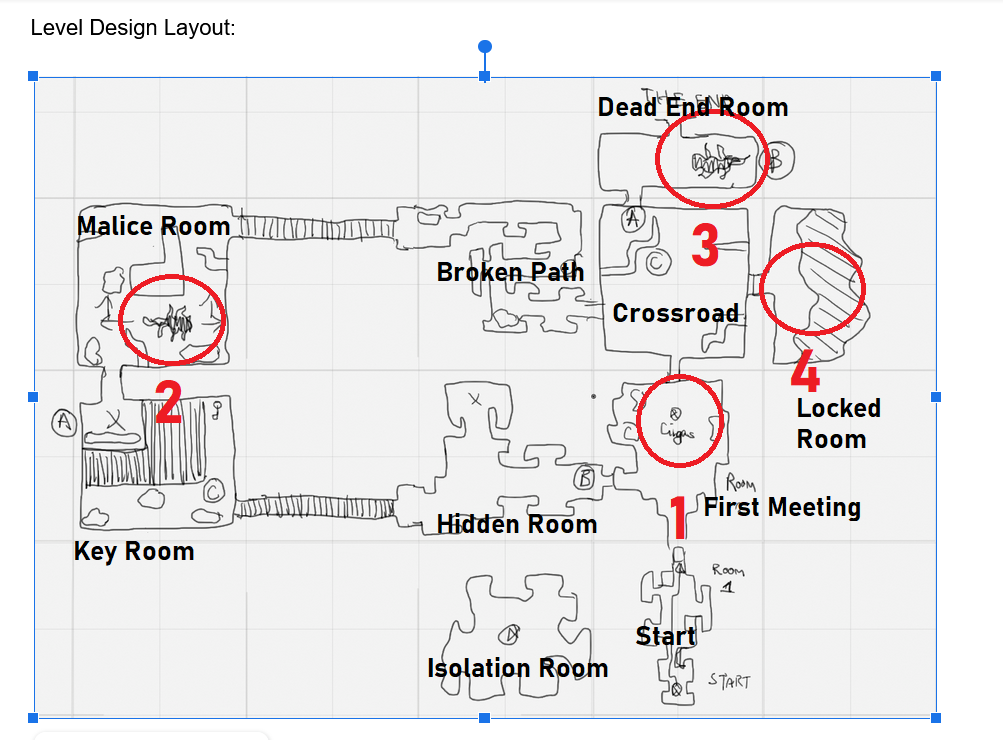 Level Design Layout:
THE END
Dead End Room
B
Malice Room
A
3
C
Broken Path
Crossroad
2
4
Locked
Room
A
X
X
C
B
Room
1
First Meeting
Hidden Room
Key Room
Room
1
Start
Isolation Room
START